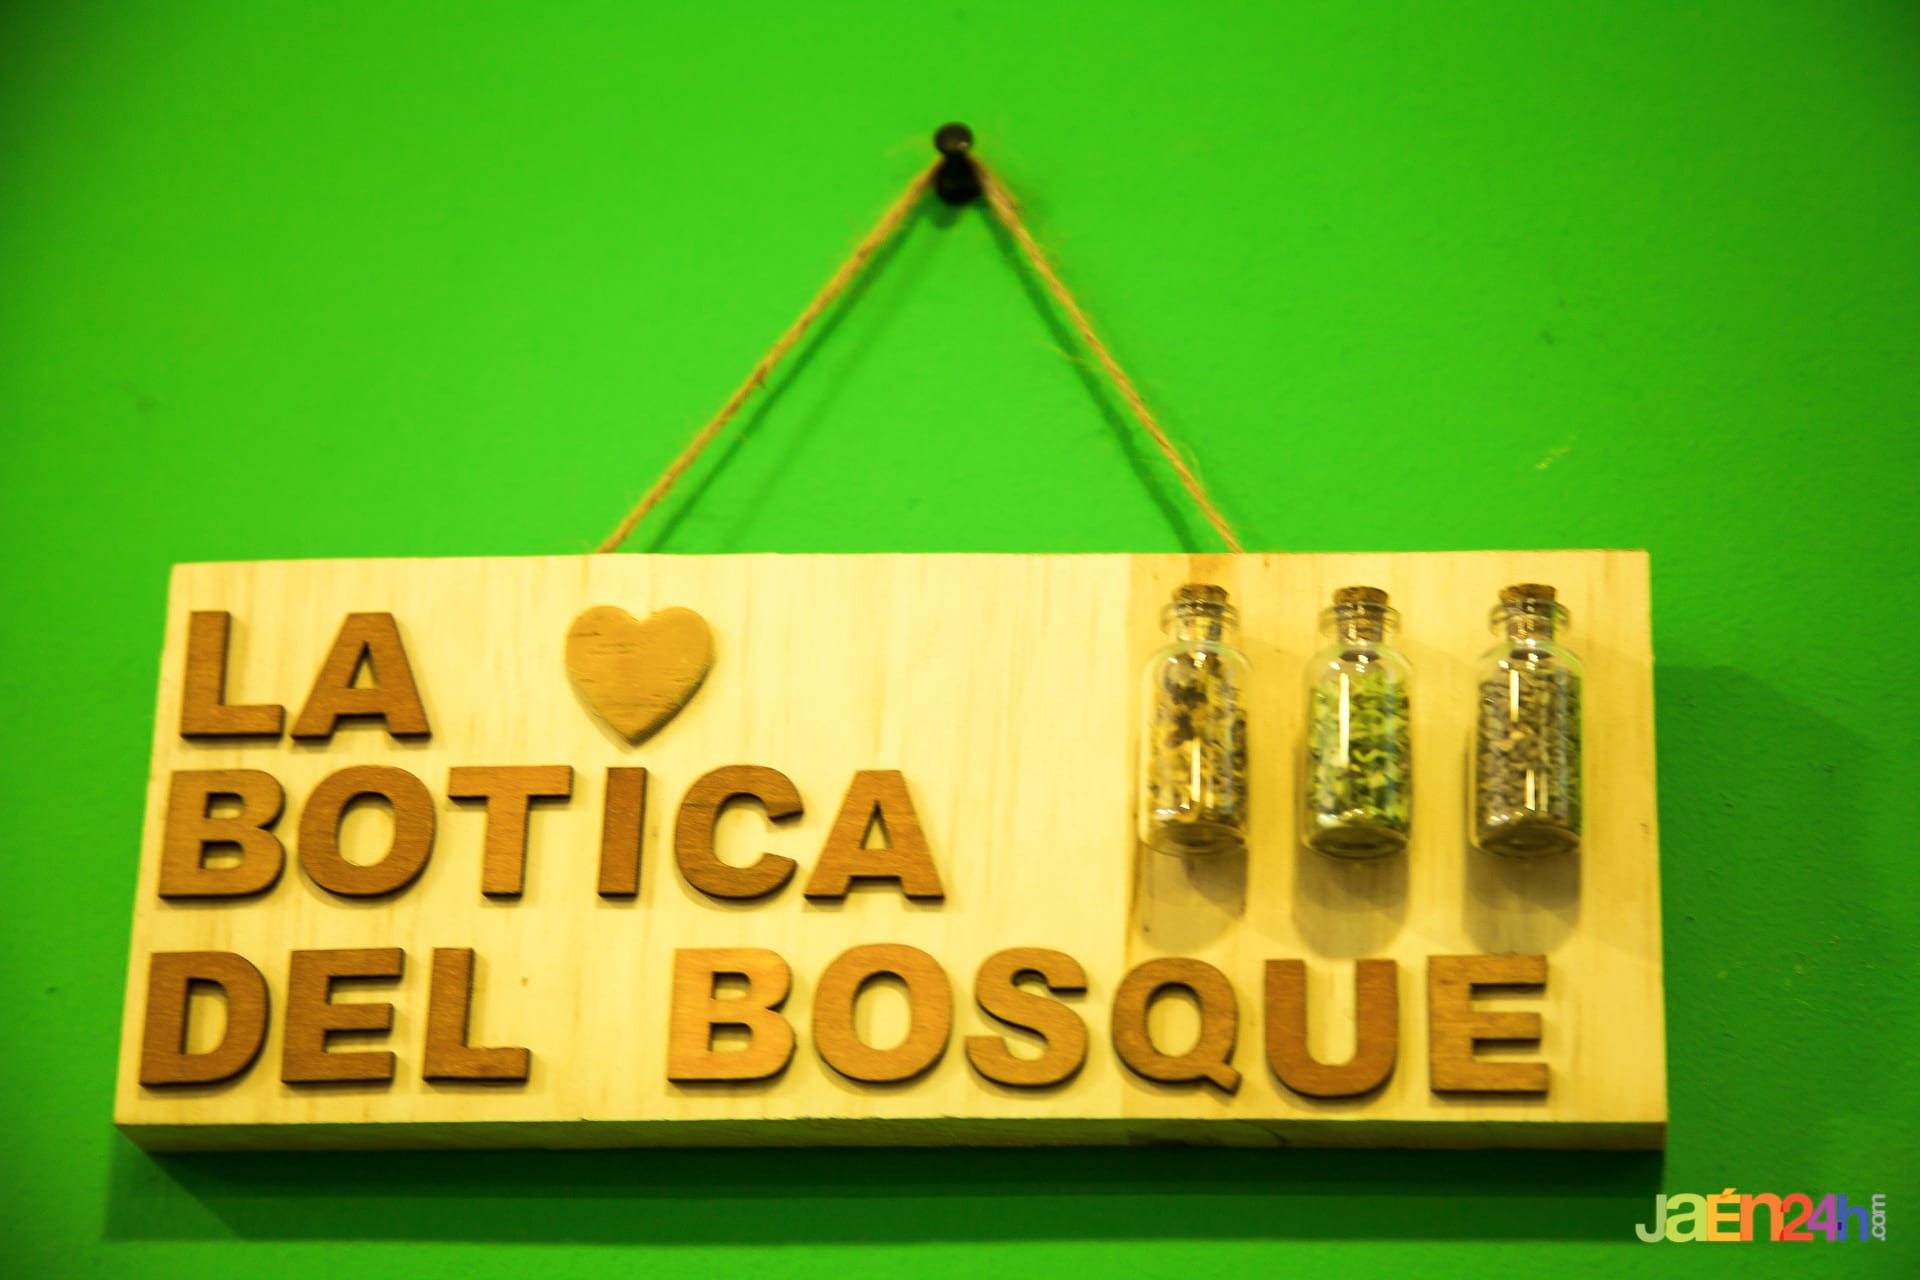 LA
BOTICA
DEL BOSQUE
Jaén24h.com